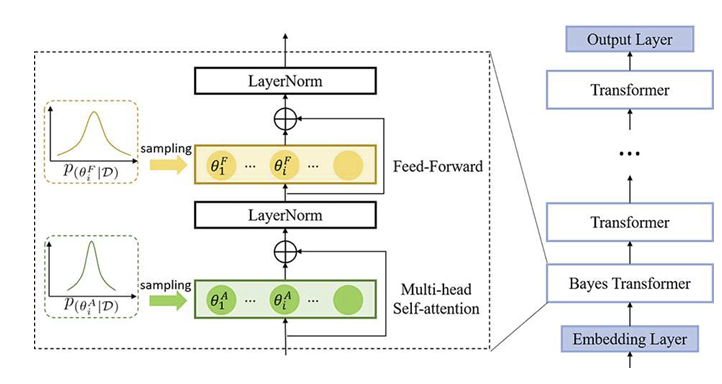 Output Layer
LayerNorm
Transformer
sampling
θ₁ᶠ ... θᵢᶠ ...
Feed-Forward
p(θᵢᶠ|𝒟)
...
LayerNorm
Transformer
Bayes Transformer
sampling
θ₁ᴬ ... θᵢᴬ ...
Multi-head
Self-attention
p(θᵢᴬ|𝒟)
Embedding Layer